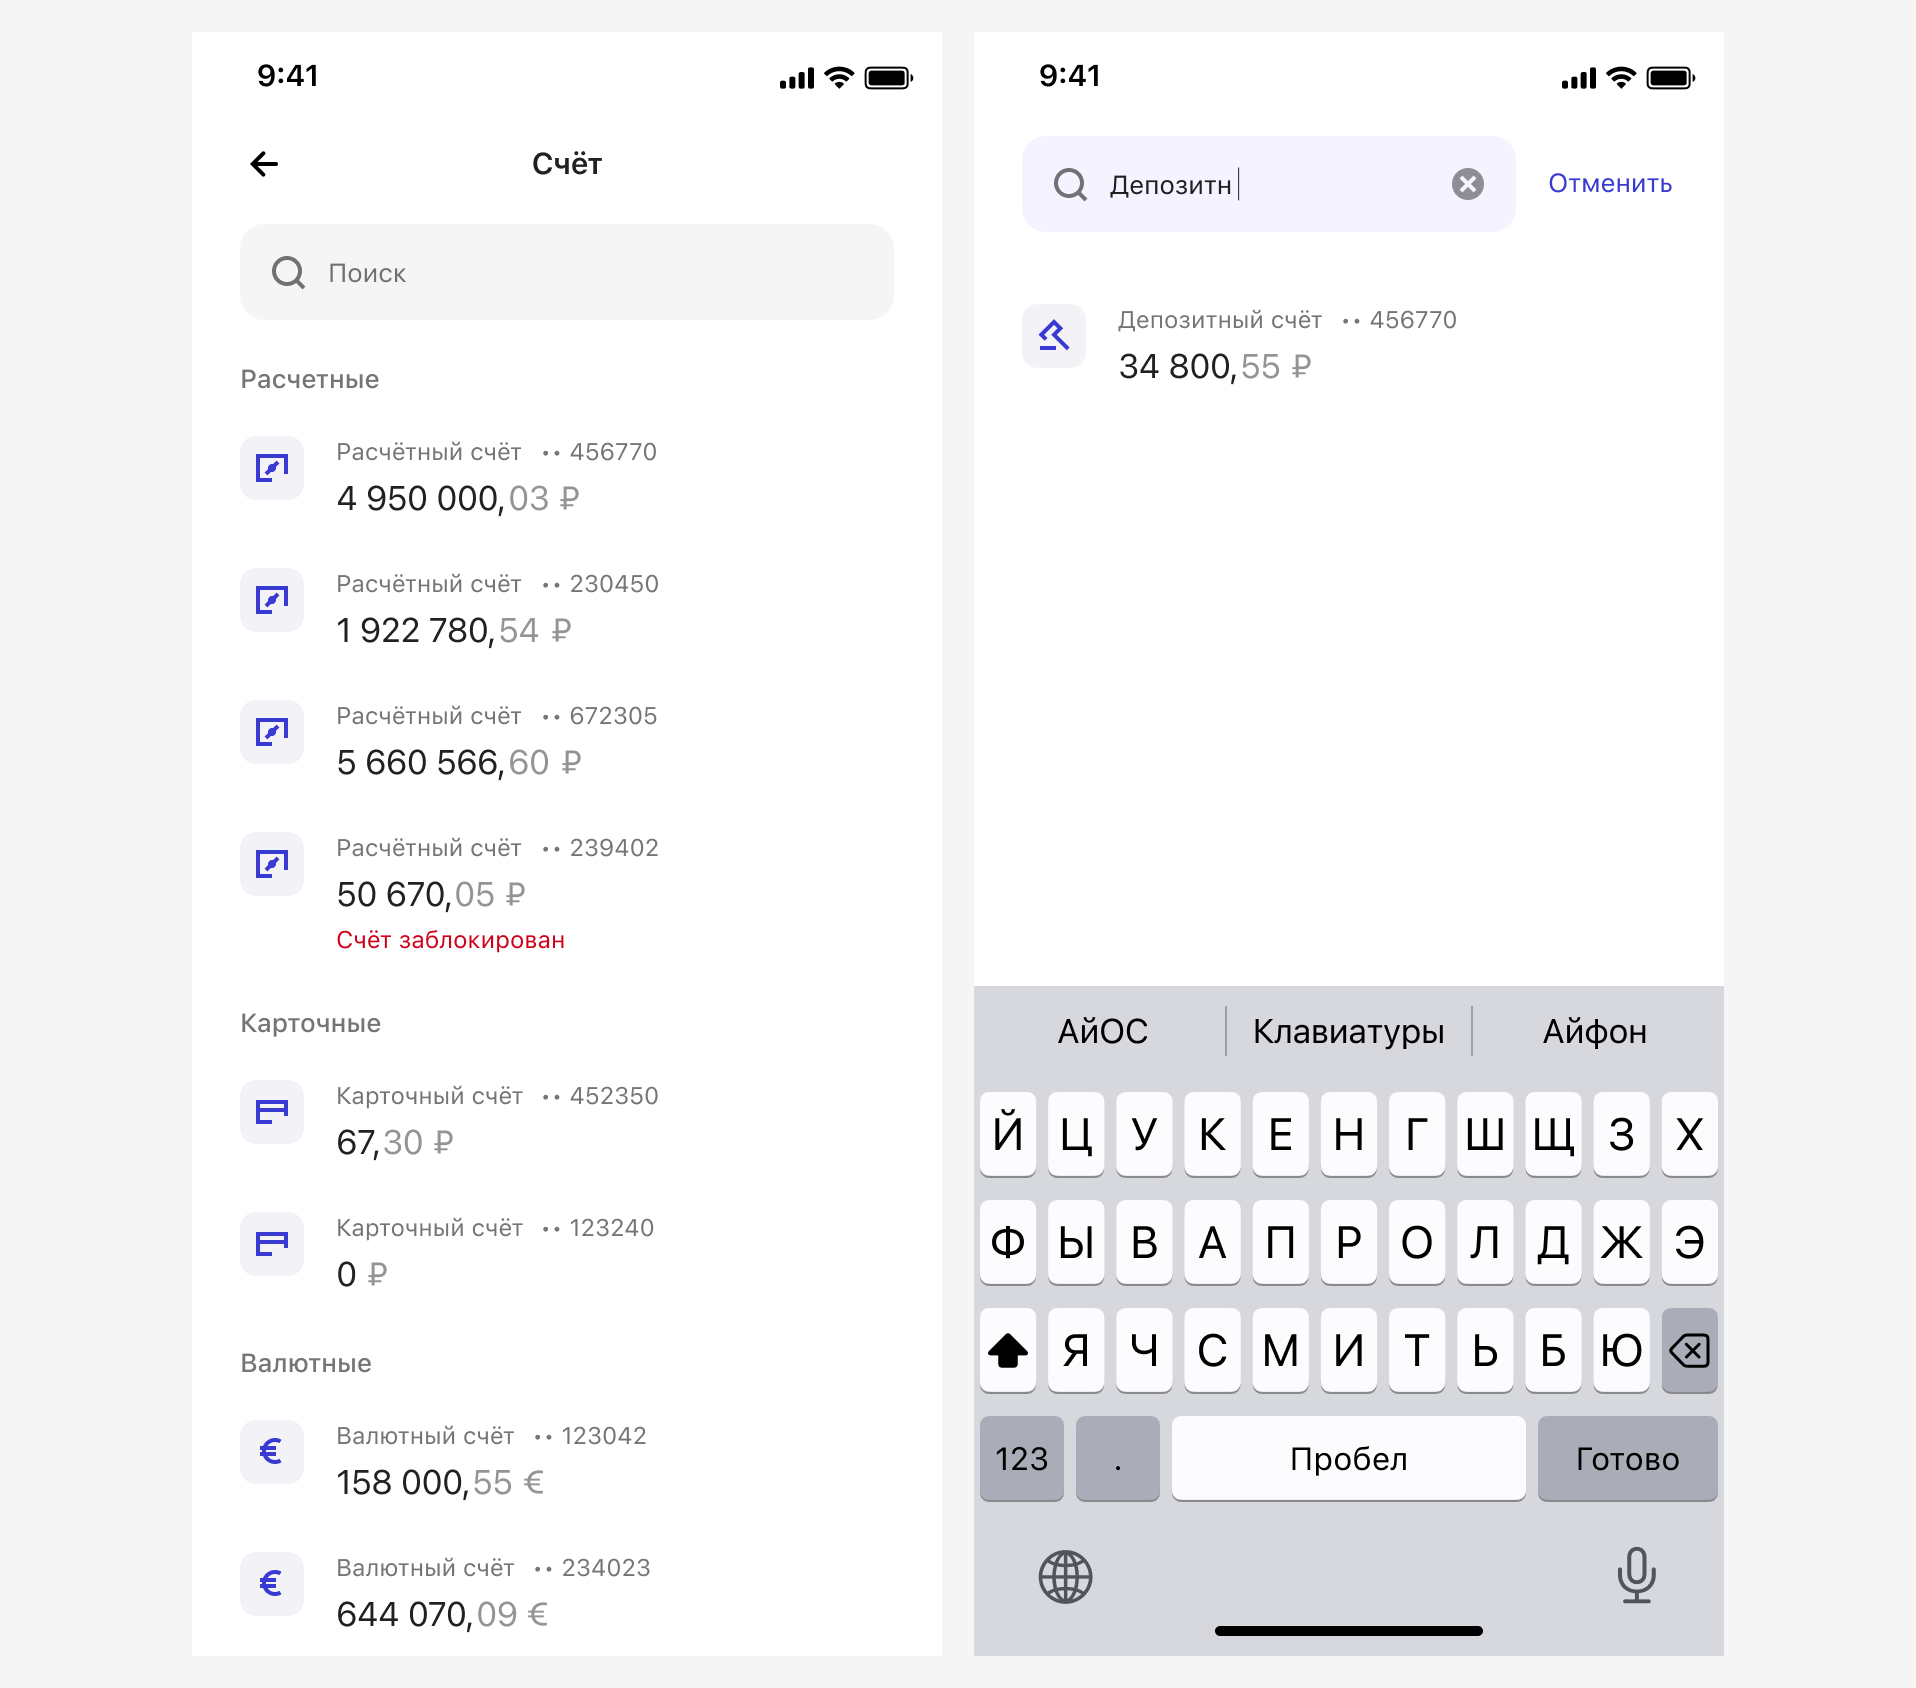 9:41
Счёт
Поиск
Расчетные
Расчётный счёт •• 456770
4 950 000,03 ₽
Расчётный счёт •• 230450
1 922 780,54 ₽
Расчётный счёт •• 672305
5 660 566,60 ₽
Расчётный счёт •• 239402
50 670,05 ₽
Счёт заблокирован
Карточные
Карточный счёт •• 452350
67,30 ₽
Карточный счёт •• 123240
0 ₽
Валютные
Валютный счёт •• 123042
158 000,55 €
Валютный счёт •• 234023
644 070,09 €
9:41
Депозитн
Отменить
Депозитный счёт •• 456770
34 800,55 ₽
АйОС Клавиатуры Айфон
Й Ц У К Е Н Г Ш Щ З Х
Ф Ы В А П Р О Л Д Ж Э
Я Ч С М И Т Ь Б Ю
123 . Пробел Готово